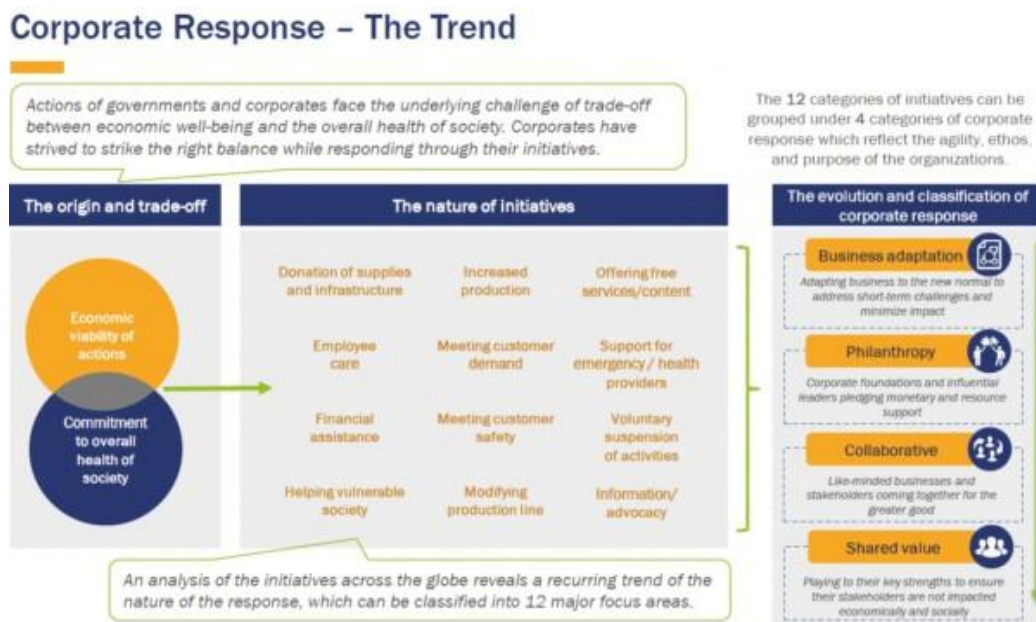 Corporate Response – The Trend
Actions of governments and corporates face the underlying challenge of trade-off
between economic well-being and the overall health of society. Corporates have
strived to strike the right balance while responding through their initiatives.
The 12 categories of initiatives can be
grouped under 4 categories of corporate
response which reflect the agility, ethos,
and purpose of the organizations.
The origin and trade-off
Economic
viability of
actions
Commitment
to overall
health of
society
The nature of initiatives
Donation of supplies
and infrastructure
Increased
production
Offering free
services/content
Employee
care
Meeting customer
demand
Support for
emergency / health
providers
Financial
assistance
Meeting customer
safety
Voluntary
suspension
of activities
Helping vulnerable
society
Modifying
production line
Information/
advocacy
An analysis of the initiatives across the globe reveals a recurring trend of the
nature of the response, which can be classified into 12 major focus areas.
The evolution and classification of
corporate response
Business adaptation
Adapting business to the new normal to
address short-term challenges and
minimize impact
Philanthropy
Corporate foundations and influential
leaders pledging monetary and resource
support
Collaborative
Like-minded businesses and
stakeholders coming together for the
greater good
Shared value
Playing to their key strengths to ensure
their stakeholders are not impacted
economically and socially